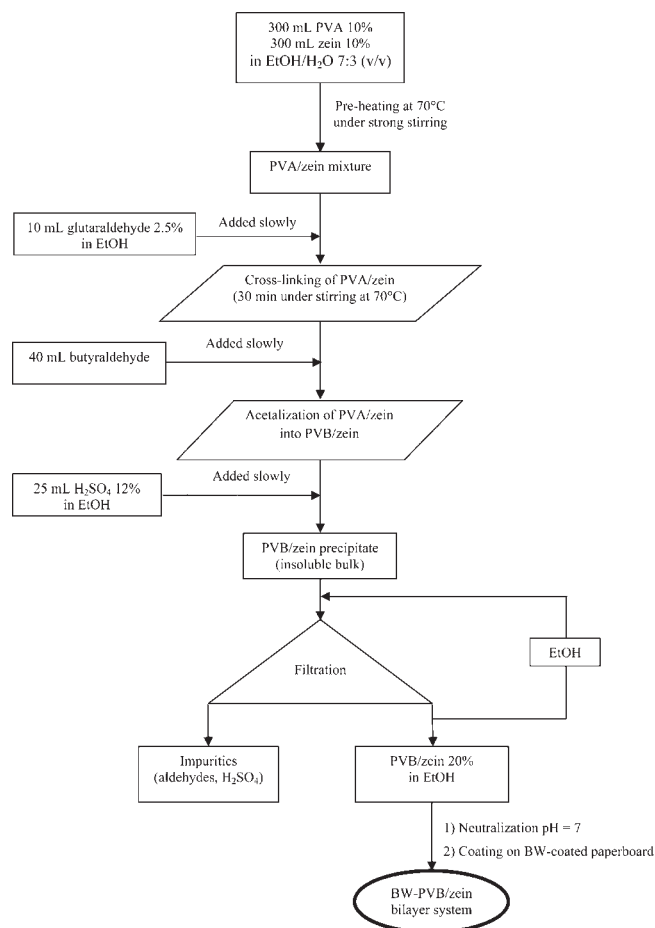 300 mL PVA 10%
300 mL zein 10%
in EtOH/H₂O 7:3 (v/v)
Pre-heating at 70°C
under strong stirring
PVA/zein mixture
10 mL glutaraldehyde 2.5%
in EtOH
Added slowly
Cross-linking of PVA/zein
(30 min under stirring at 70°C)
40 mL butyraldehyde
Added slowly
Acetalization of PVA/zein
into PVB/zein
25 mL H₂SO₄ 12%
in EtOH
Added slowly
PVB/zein precipitate
(insoluble bulk)
EtOH
Filtration
Impurities
(aldehydes, H₂SO₄)
PVB/zein 20%
in EtOH
1) Neutralization pH = 7
2) Coating on BW-coated paperboard
BW-PVB/zein
bilayer system